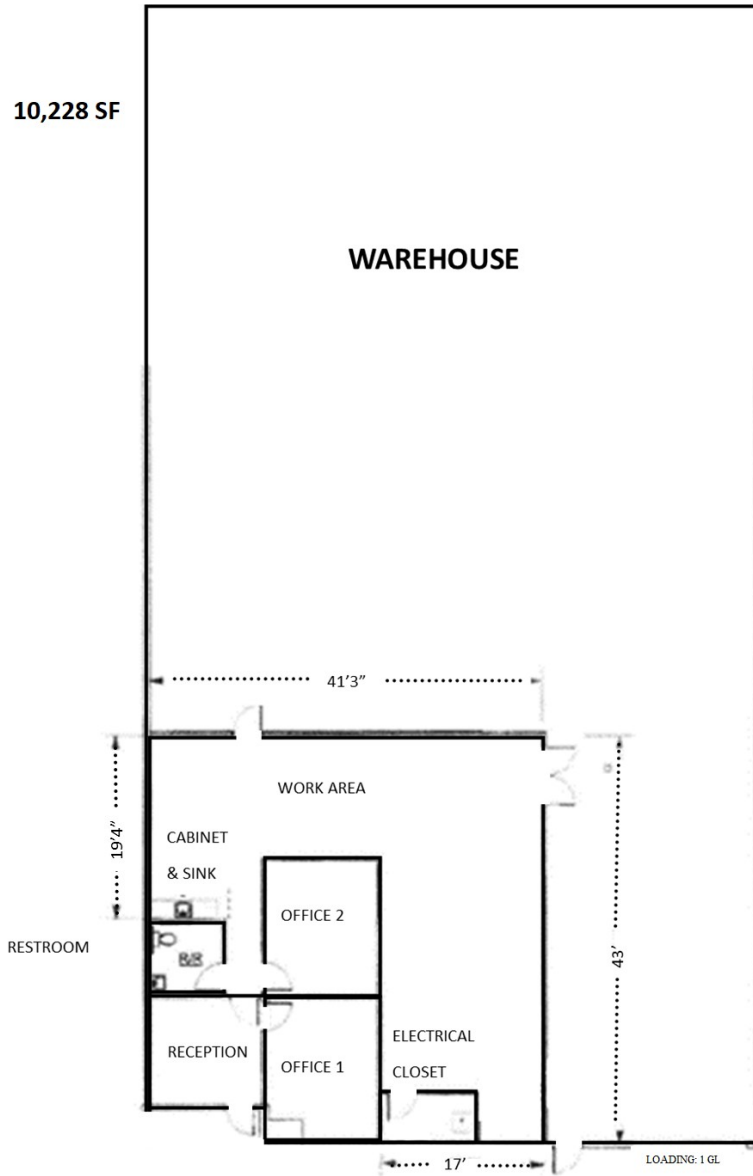 10,228 SF
WAREHOUSE
41'3"
WORK AREA
19'4"
CABINET
& SINK
OFFICE 2
RESTROOM
43'
ELECTRICAL
CLOSET
RECEPTION
OFFICE 1
17'
LOADING: 1 GL